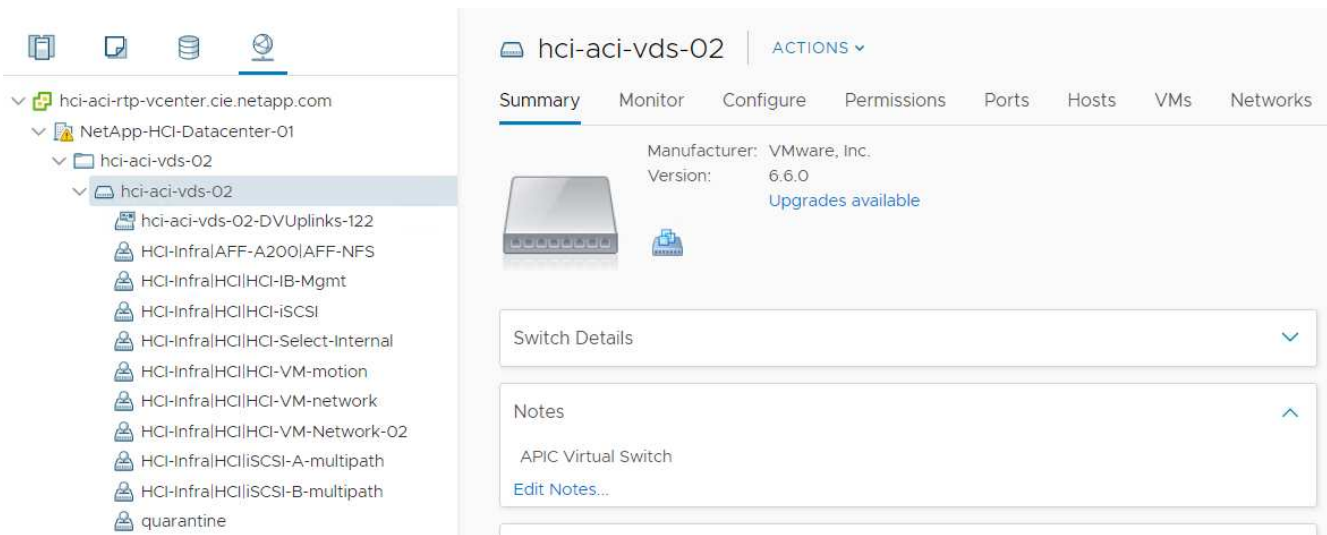 hci-aci-rtp-vcenter.cie.netapp.com
NetApp-HCI-Datacenter-01
hci-aci-vds-02
hci-aci-vds-02
hci-aci-vds-02-DVUplinks-122
HCI-Infra|AFF-A200|AFF-NFS
HCI-Infra|HCI|HCI-IB-Mgmt
HCI-Infra|HCI|HCI-iSCSI
HCI-Infra|HCI|HCI-Select-Internal
HCI-Infra|HCI|HCI-VM-motion
HCI-Infra|HCI|HCI-VM-network
HCI-Infra|HCI|HCI-VM-Network-02
HCI-Infra|HCI|iSCSI-A-multipath
HCI-Infra|HCI|iSCSI-B-multipath
quarantine
hci-aci-vds-02 ACTIONS
Summary Monitor Configure Permissions Ports Hosts VMs Networks
Manufacturer: VMware, Inc.
Version: 6.6.0
Upgrades available
Switch Details
Notes
APIC Virtual Switch
Edit Notes...